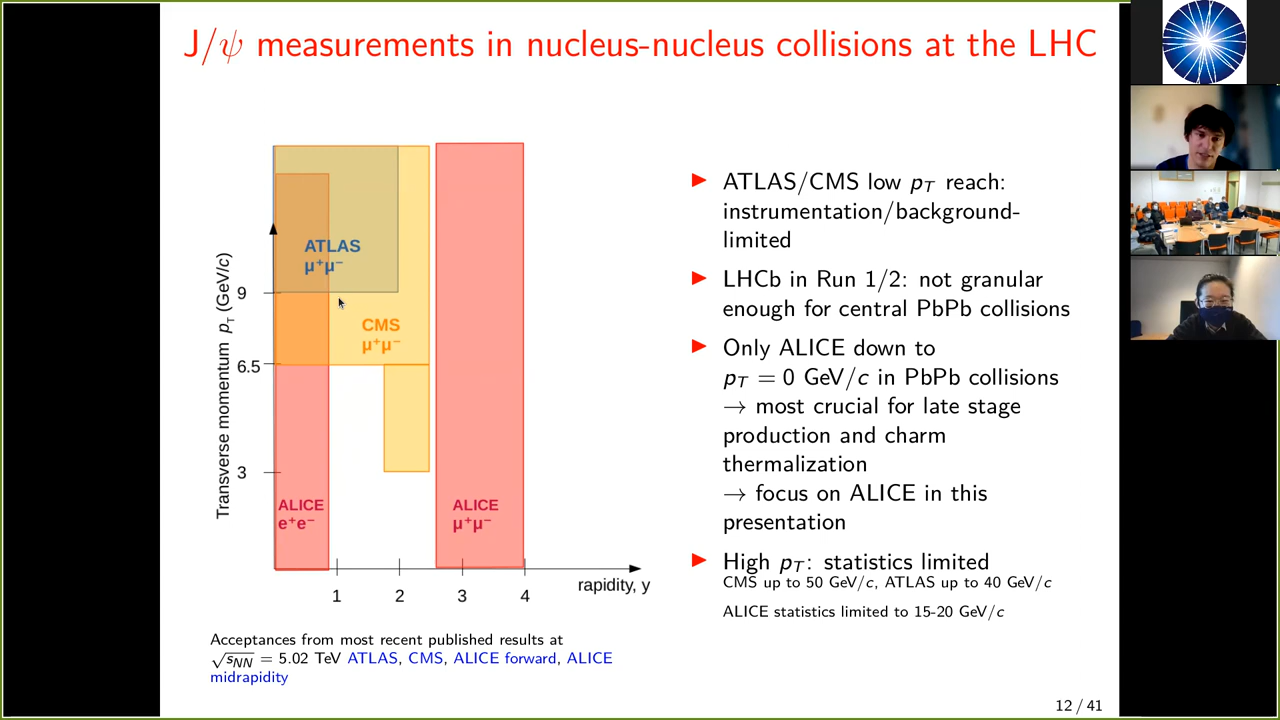 J/ψ measurements in nucleus-nucleus collisions at the LHC
Transverse momentum p_T (GeV/c)
9
6.5
3
ATLAS
μ⁺μ⁻
CMS
μ⁺μ⁻
ALICE
e⁺e⁻
ALICE
μ⁺μ⁻
1
2
3
4
rapidity, y
Acceptances from most recent published results at
√s_NN = 5.02 TeV ATLAS, CMS, ALICE forward, ALICE
midrapidity
► ATLAS/CMS low p_T reach:
instrumentation/background-
limited
► LHCb in Run 1/2: not granular
enough for central PbPb collisions
► Only ALICE down to
p_T = 0 GeV/c in PbPb collisions
→ most crucial for late stage
production and charm
thermalization
→ focus on ALICE in this
presentation
► High p_T: statistics limited
CMS up to 50 GeV/c, ATLAS up to 40 GeV/c
ALICE statistics limited to 15-20 GeV/c
12 / 41